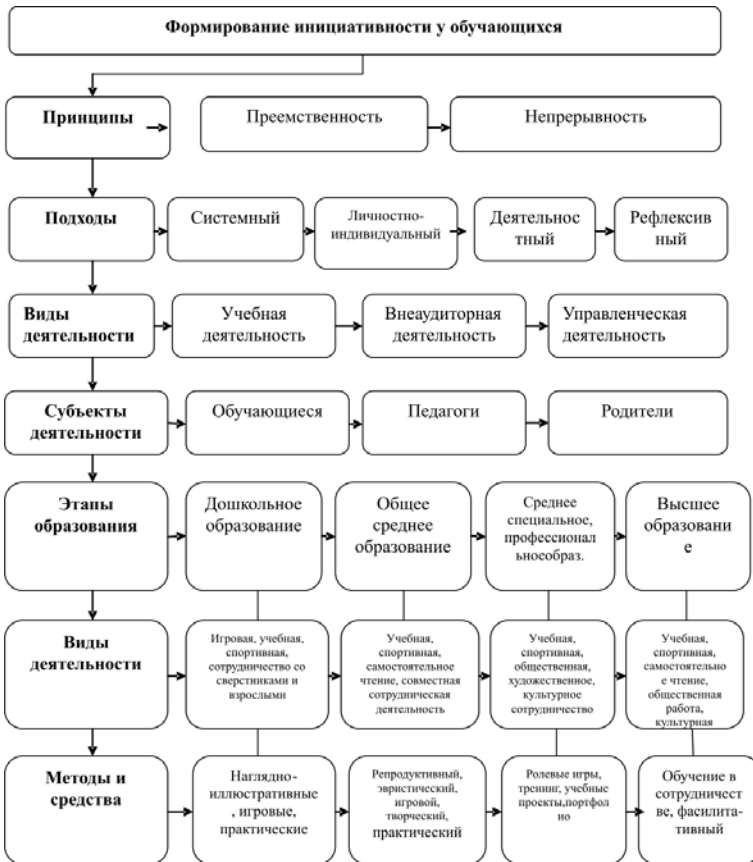 Формирование инициативности у обучающихся
Принципы
Преемственность
Непрерывность
Подходы
Системный
Личностно-
индивидуальный
Деятельнос
тный
Рефлексив
ный
Виды
деятельности
Учебная
деятельность
Внеаудиторная
деятельность
Управленческая
деятельность
Субъекты
деятельности
Обучающиеся
Педагоги
Родители
Этапы
образования
Дошкольное
образование
Общее
среднее
образование
Среднее
специальное,
профессионал
ьноеобраз.
Высшее
образовани
е
Виды
деятельности
Игровая, учебная,
спортивная,
сотрудничество со
сверстниками и
взрослыми
Учебная,
спортивная,
самостоятельное
чтение, совместная
сотрудническая
деятельность
Учебная,
спортивная,
общественная,
художественное,
культурное
сотрудничество
Учебная,
спортивная,
самостоятельно
е чтение,
общественная
работа,
культурная
Методы и
средства
Наглядно-
иллюстративные
, игровые,
практические
Репродуктивный,
эвристический,
игровой,
творческий,
практический
Ролевые игры,
тренинг, учебные
проекты,портфол
ио
Обучение в
сотрудничест
ве, фасилита-
тивный